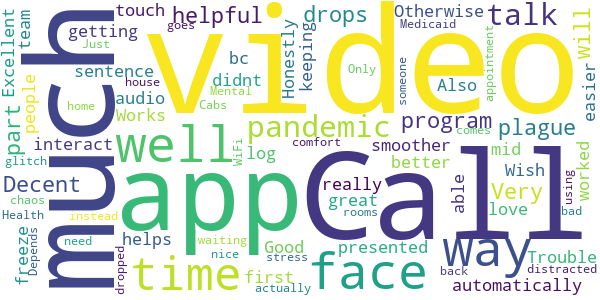 much
video
app
Call
touch
helpful
drops
Otherwise
Medicaid
talk
goes
getting
Just
bc
Honestly
keeping
Excellent
team
people
sentence
didnt
Only
someone
Also
appointment
easier
will
house
audio
Mental
Works
Cabs
home
part
interact
well
WiFi
log
pandemic
comfort
program
smoother
comes
plague
glitch
Decent
really
better
mid
Wish
worked
using
chaos
Health
great
rooms
able
Very
love
bad
freeze
Depends
instead
need
helps
dropped
time
waiting
nice
Good
stress
first
actually
presented
face
way
back
Trouble
distracted
automatically